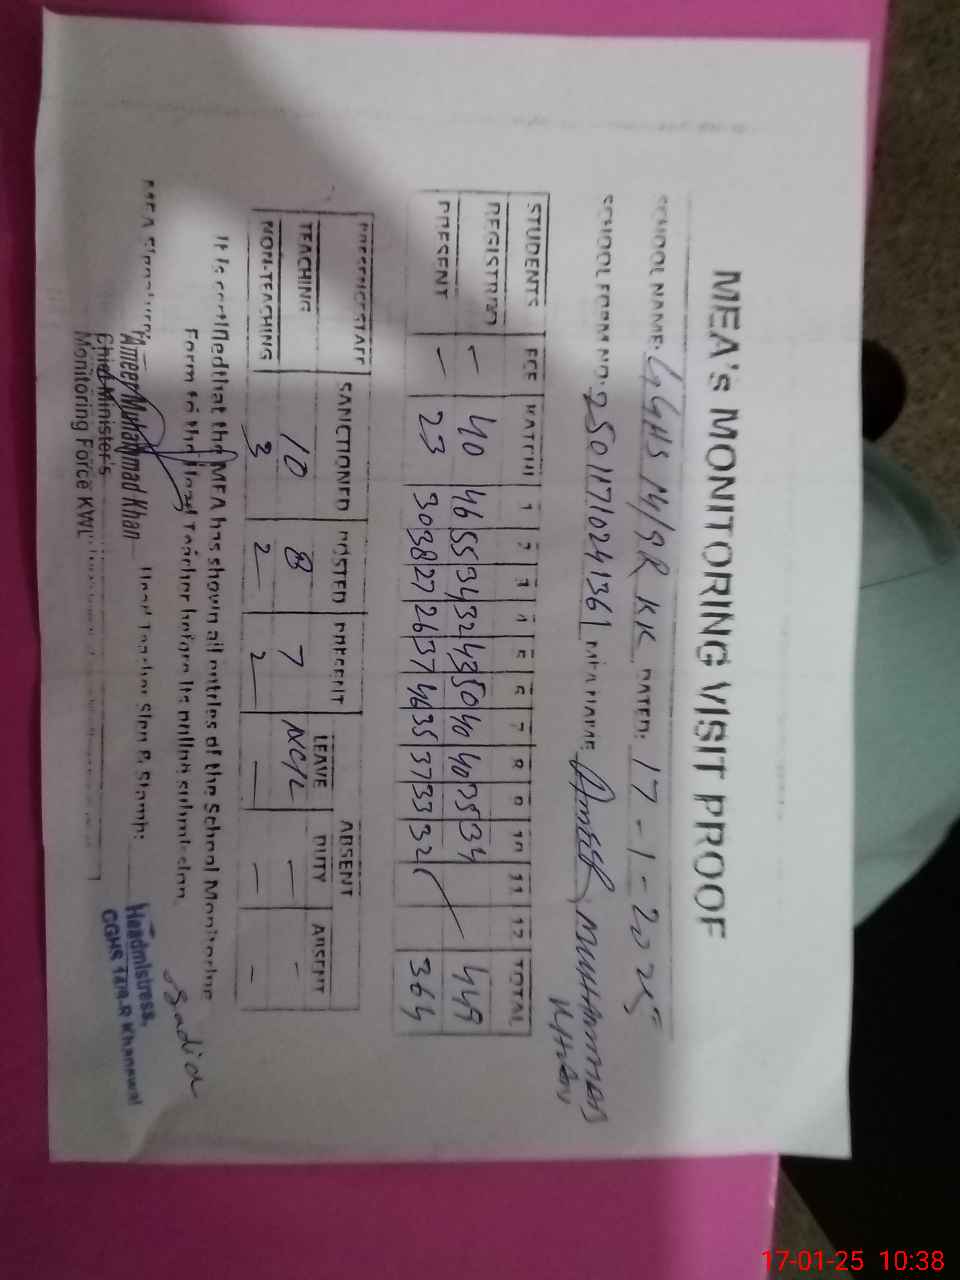 MEA's MONITORING VISIT PROOF
SCHOOL NAME: GGHS 14/9R KK DATED: 17-1-2025
SCHOOL FORM NO. 2501171024136 MEA NAME Ameer Muhammad
Khan
STUDENTS ECE KATCHI 1 2 3 4 5 6 7 8 9 10 11 12 TOTAL
REGISTRED - 40 46 55 34 32 43 50 40 40 35 34 449
PRESENT - 23 30 38 27 26 37 46 35 37 33 32 364
SANCTIONED POSTED PRESENT ABSENT
LEAVE DUTY ABSENT
TEACHING 10 8 7 - -
NON-TEACHING 3 2 2 - - -
It is certified that the MEA has shown all entries of the School Monitoring
Form to the Head Teacher before its online submission
Sadia
MEA Signature: Head Teacher Sign & Stamp:
Ameer Muhammad Khan
Chief Minister's
Monitoring Force KWL
Headmistress,
GGHS 14/9.R Khanewal
17-01-25 10:38